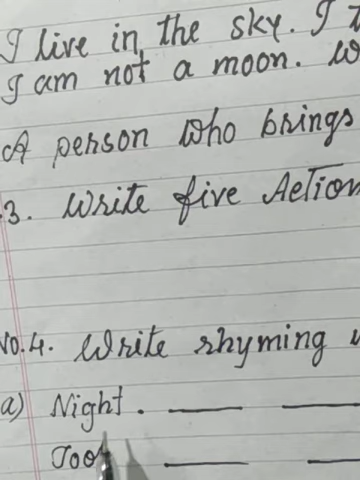 I live in the sky. I
I am not a moon.
A person who brings
3. Write five Action
No.4. Write rhyming
a) Night. ___ ___
___ ___